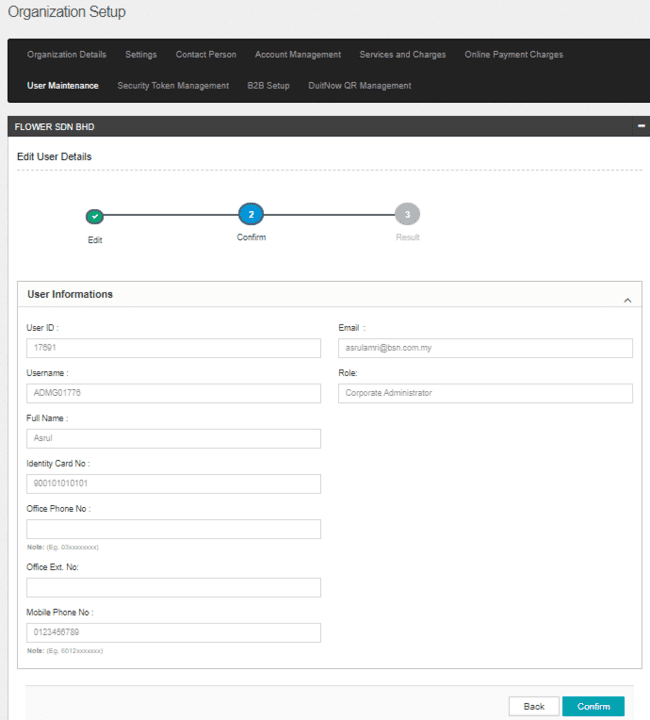 Organization Setup
Organization Details Settings Contact Person Account Management Services and Charges Online Payment Charges
User Maintenance Security Token Management B2B Setup DuitNow QR Management
FLOWER SDN BHD
Edit User Details
2 3
Edit Confirm Result
User Informations
User ID : Email :
17691 asrulamri@bsn.com.my
Username : Role:
ADMG01776 Corporate Administrator
Full Name :
Asrul
Identity Card No :
900101010101
Office Phone No :
Note: (Eg. 03xxxxxxxx)
Office Ext. No:
Mobile Phone No :
0123456789
Note: (Eg. 6012xxxxxxx)
Back Confirm